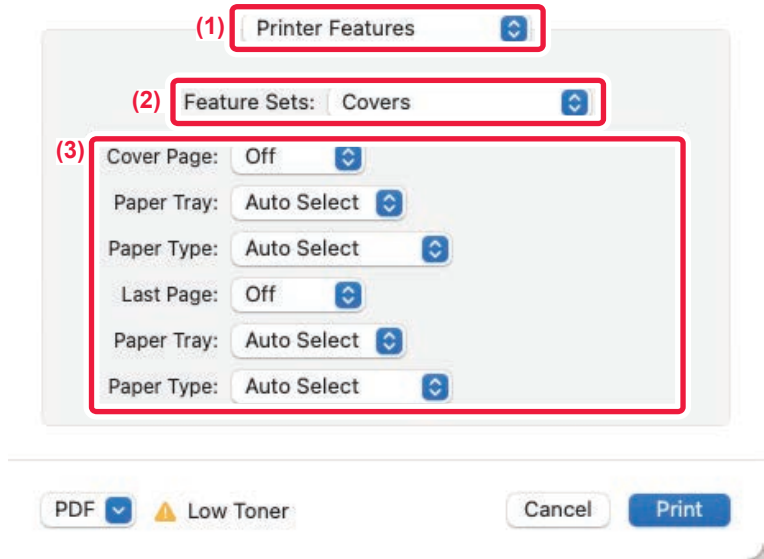 (1) Printer Features
(2) Feature Sets: Covers
(3) Cover Page: Off
Paper Tray: Auto Select
Paper Type: Auto Select
Last Page: Off
Paper Tray: Auto Select
Paper Type: Auto Select
PDF Low Toner Cancel Print